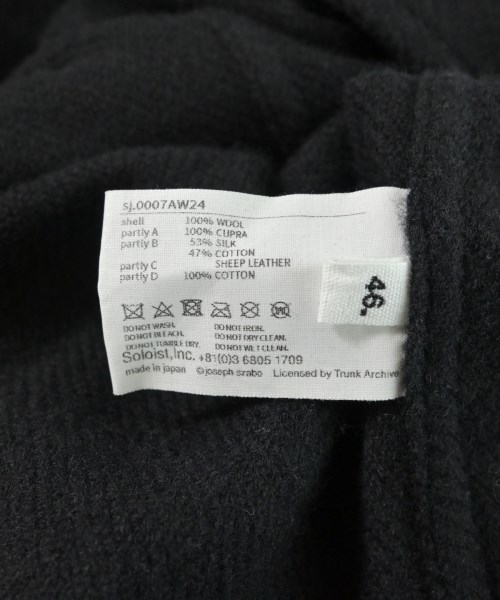 sj.0007AW24
shell 100% WOOL
partly A 100% CUPRA
partly B 53% SILK
47% COTTON
partly C SHEEP LEATHER
partly D 100% COTTON
46.
DO NOT WASH. DO NOT IRON.
DO NOT BLEACH. DO NOT DRY CLEAN.
DO NOT TUMBLE DRY. DO NOT WET CLEAN.
Soloist, Inc. +81(0)3 6805 1709
made in japan ©joseph szabo Licensed by Trunk Archive